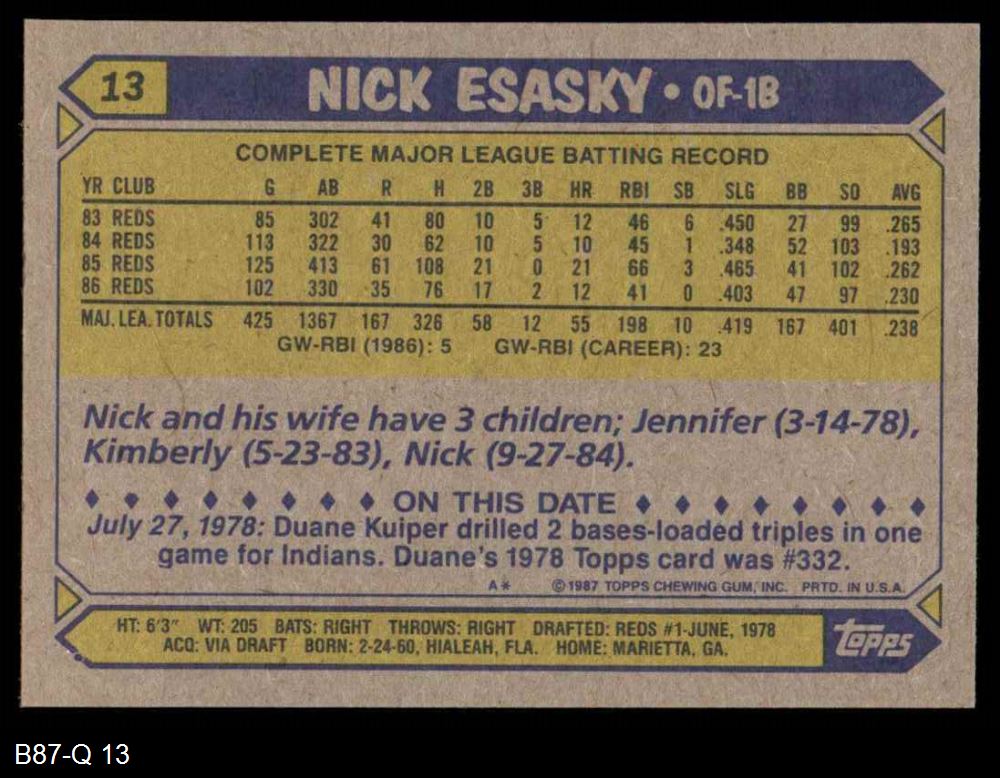 13 NICK ESASKY • OF-1B
COMPLETE MAJOR LEAGUE BATTING RECORD
YR CLUB G AB R H 2B 3B HR RBI SB SLG BB SO AVG
83 REDS 85 302 41 80 10 5 12 46 6 .450 27 99 .265
84 REDS 113 322 30 62 10 5 10 45 1 .348 52 103 .193
85 REDS 125 413 61 108 21 0 21 66 3 .465 41 102 .262
86 REDS 102 330 35 76 17 2 12 41 0 .403 47 97 .230
MAJ. LEA. TOTALS 425 1367 167 326 58 12 55 198 10 .419 167 401 .238
GW-RBI (1986): 5 GW-RBI (CAREER): 23
Nick and his wife have 3 children; Jennifer (3-14-78),
Kimberly (5-23-83), Nick (9-27-84).
♦ ♦ ♦ ♦ ♦ ♦ ♦ ♦ ON THIS DATE ♦ ♦ ♦ ♦ ♦ ♦ ♦ ♦
July 27, 1978: Duane Kuiper drilled 2 bases-loaded triples in one
game for Indians. Duane's 1978 Topps card was #332.
A* © 1987 TOPPS CHEWING GUM, INC. PRTD. IN U.S.A.
HT: 6'3" WT: 205 BATS: RIGHT THROWS: RIGHT DRAFTED: REDS #1-JUNE, 1978
ACQ: VIA DRAFT BORN: 2-24-60, HIALEAH, FLA. HOME: MARIETTA, GA.
TOPPS
B87-Q 13